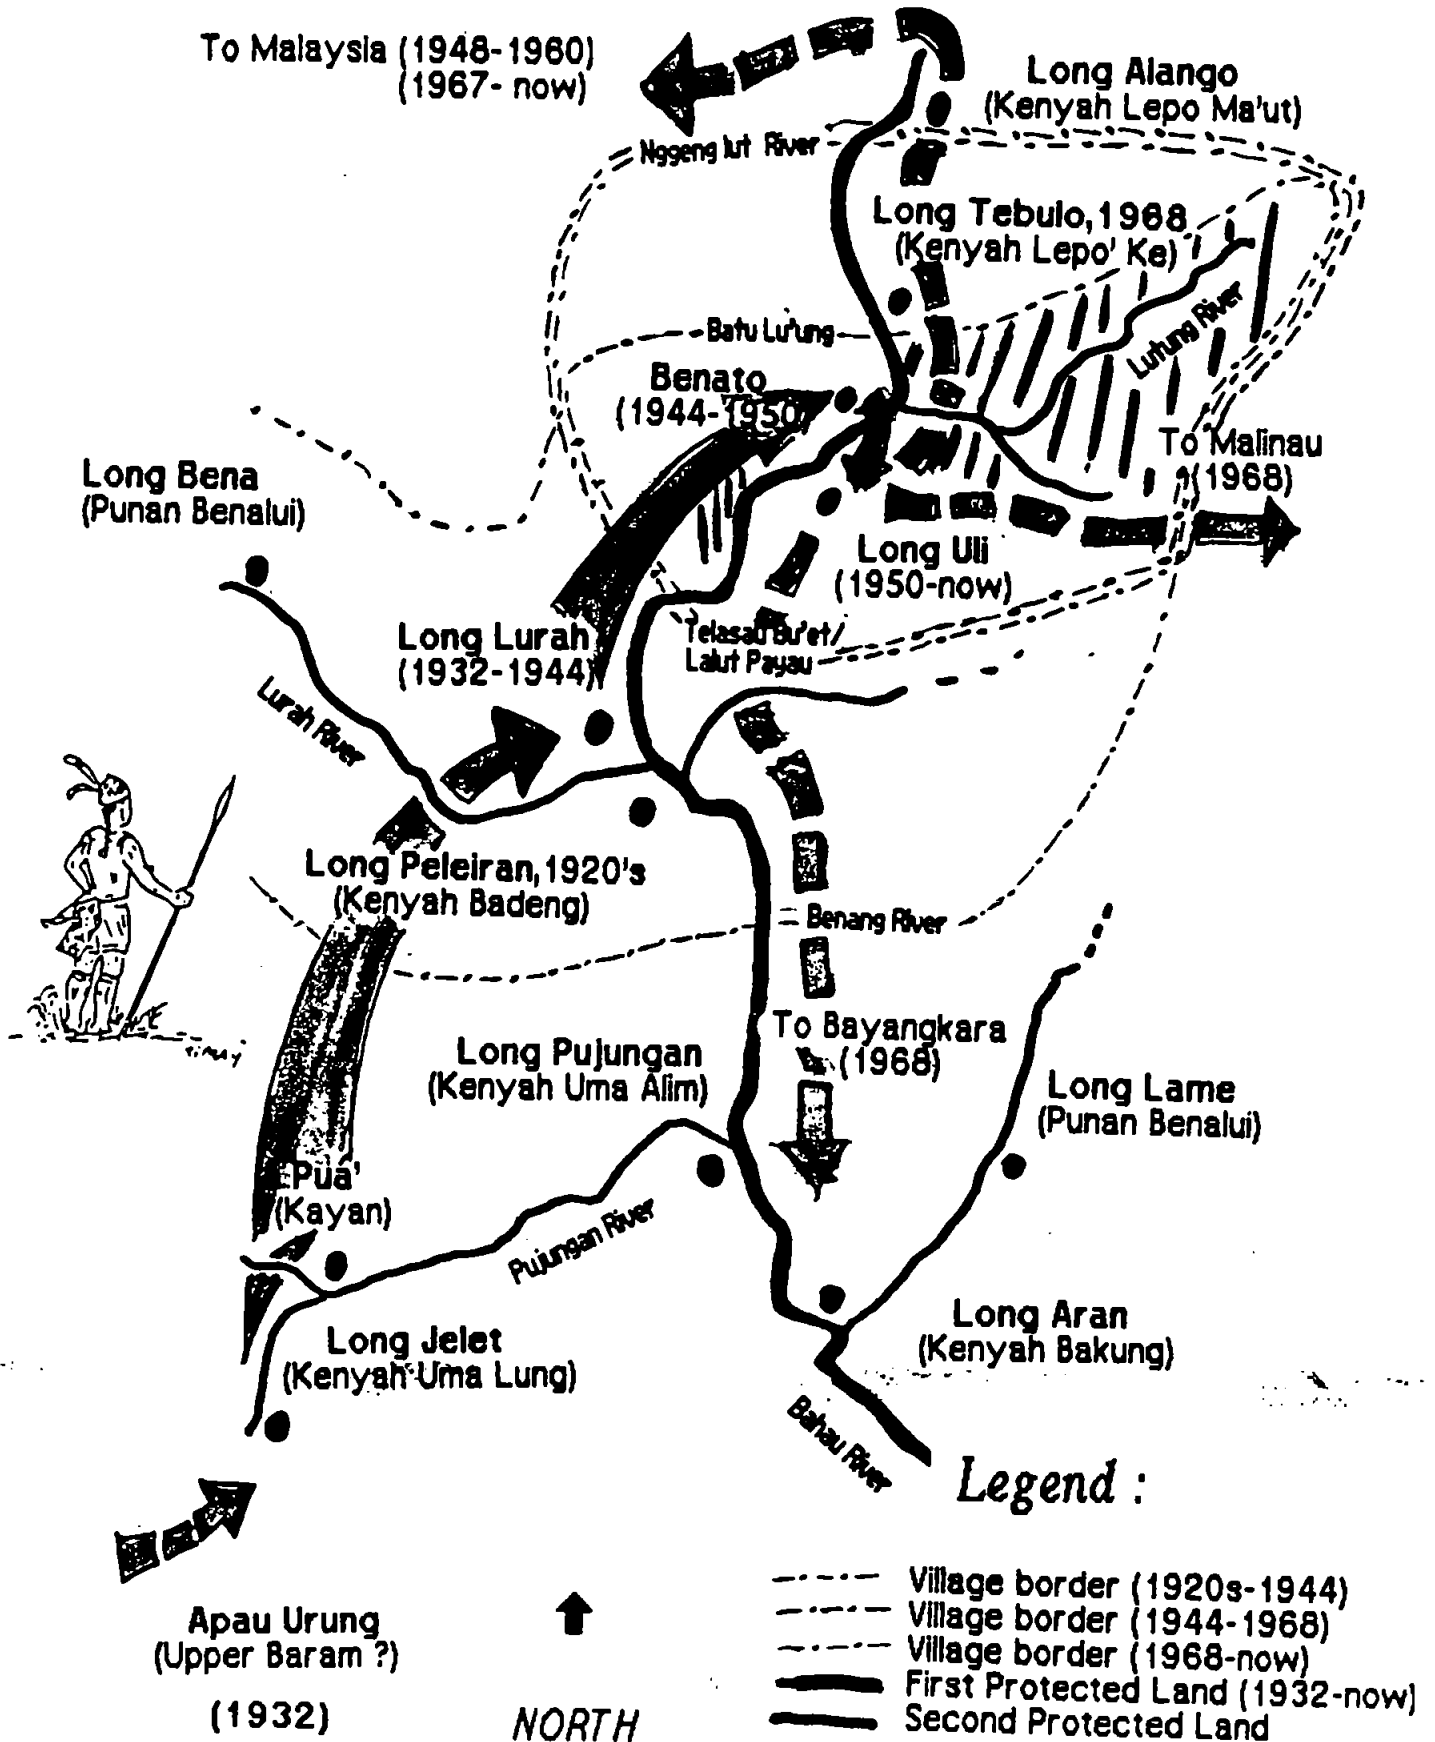 To Malaysia (1948-1960)
(1967- now)
Long Alango
(Kenyah Lepo Ma'ut)
Nggeng lut River
Long Tebulo, 1968
(Kenyah Lepo' Ke)
Lutung River
Batu Lu'ung
Benato
(1944-1950)
To Malinau
(1968)
Long Bena
(Punan Benalui)
Long Uli
(1950-now)
Long Lurah
(1932-1944)
Telasau Bu'et/
Lalut Payau
Lurah River
Long Peleiran, 1920's
(Kenyah Badeng)
Benang River
To Bayangkara
(1968)
Long Pujungan
(Kenyah Uma Alim)
Long Lame
(Punan Benalui)
Pua'
(Kayan)
Pujungan River
Long Jelet
(Kenyah Uma Lung)
Long Aran
(Kenyah Bakung)
Bahau River
Legend :
Village border (1920s-1944)
Village border (1944-1968)
Village border (1968-now)
First Protected Land (1932-now)
Second Protected Land
Apau Urung
(Upper Baram ?)
(1932)
NORTH